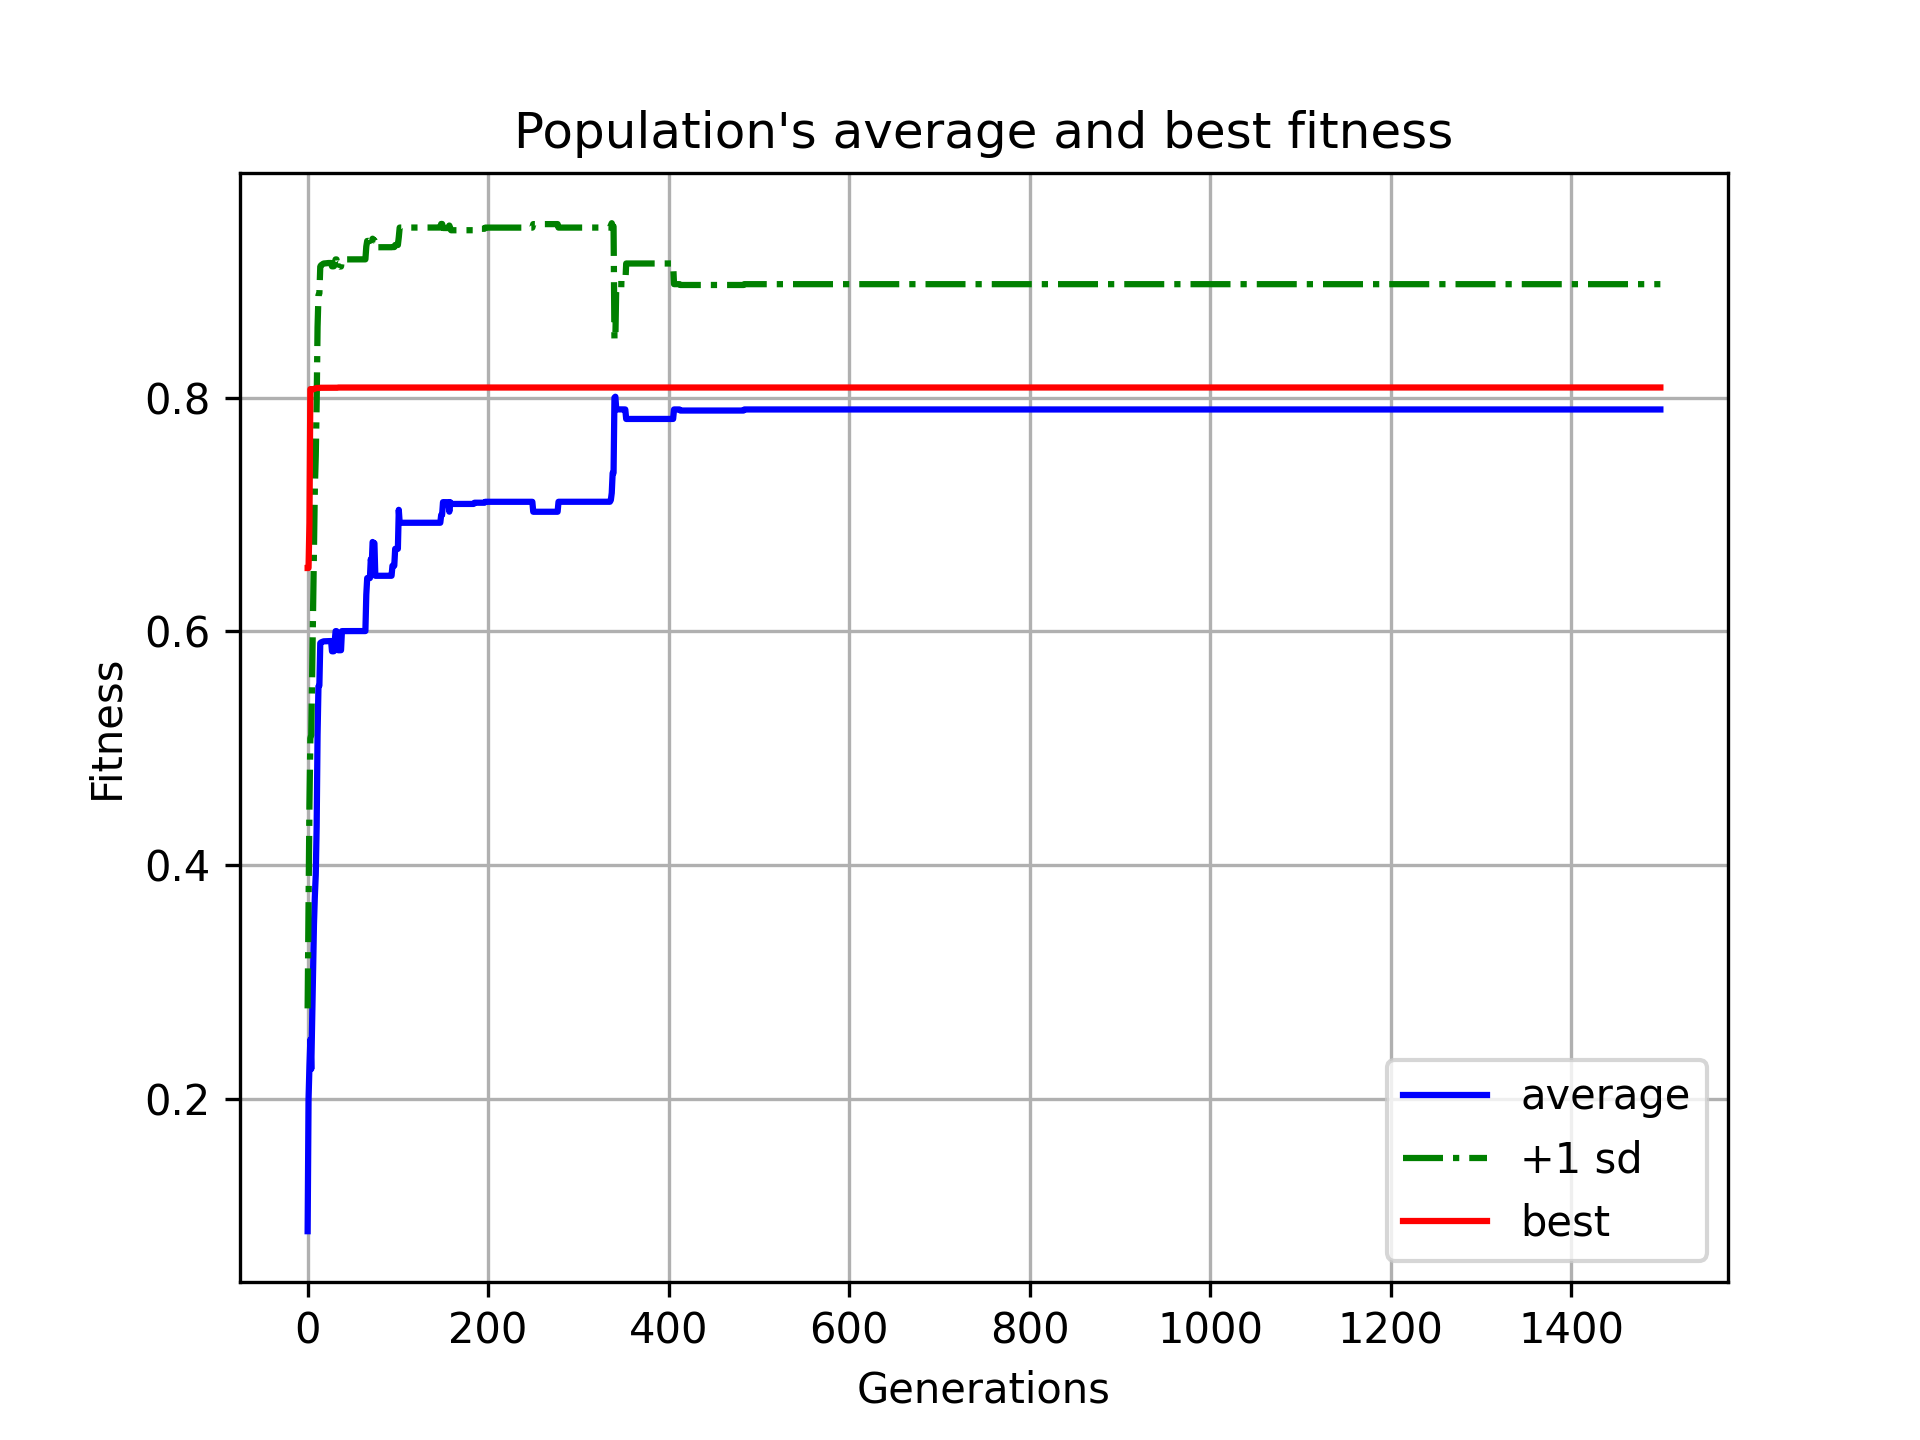 Population's average and best fitness
Fitness
0.8
0.6
0.4
0.2
0 200 400 600 800 1000 1200 1400
Generations
average
+1 sd
best